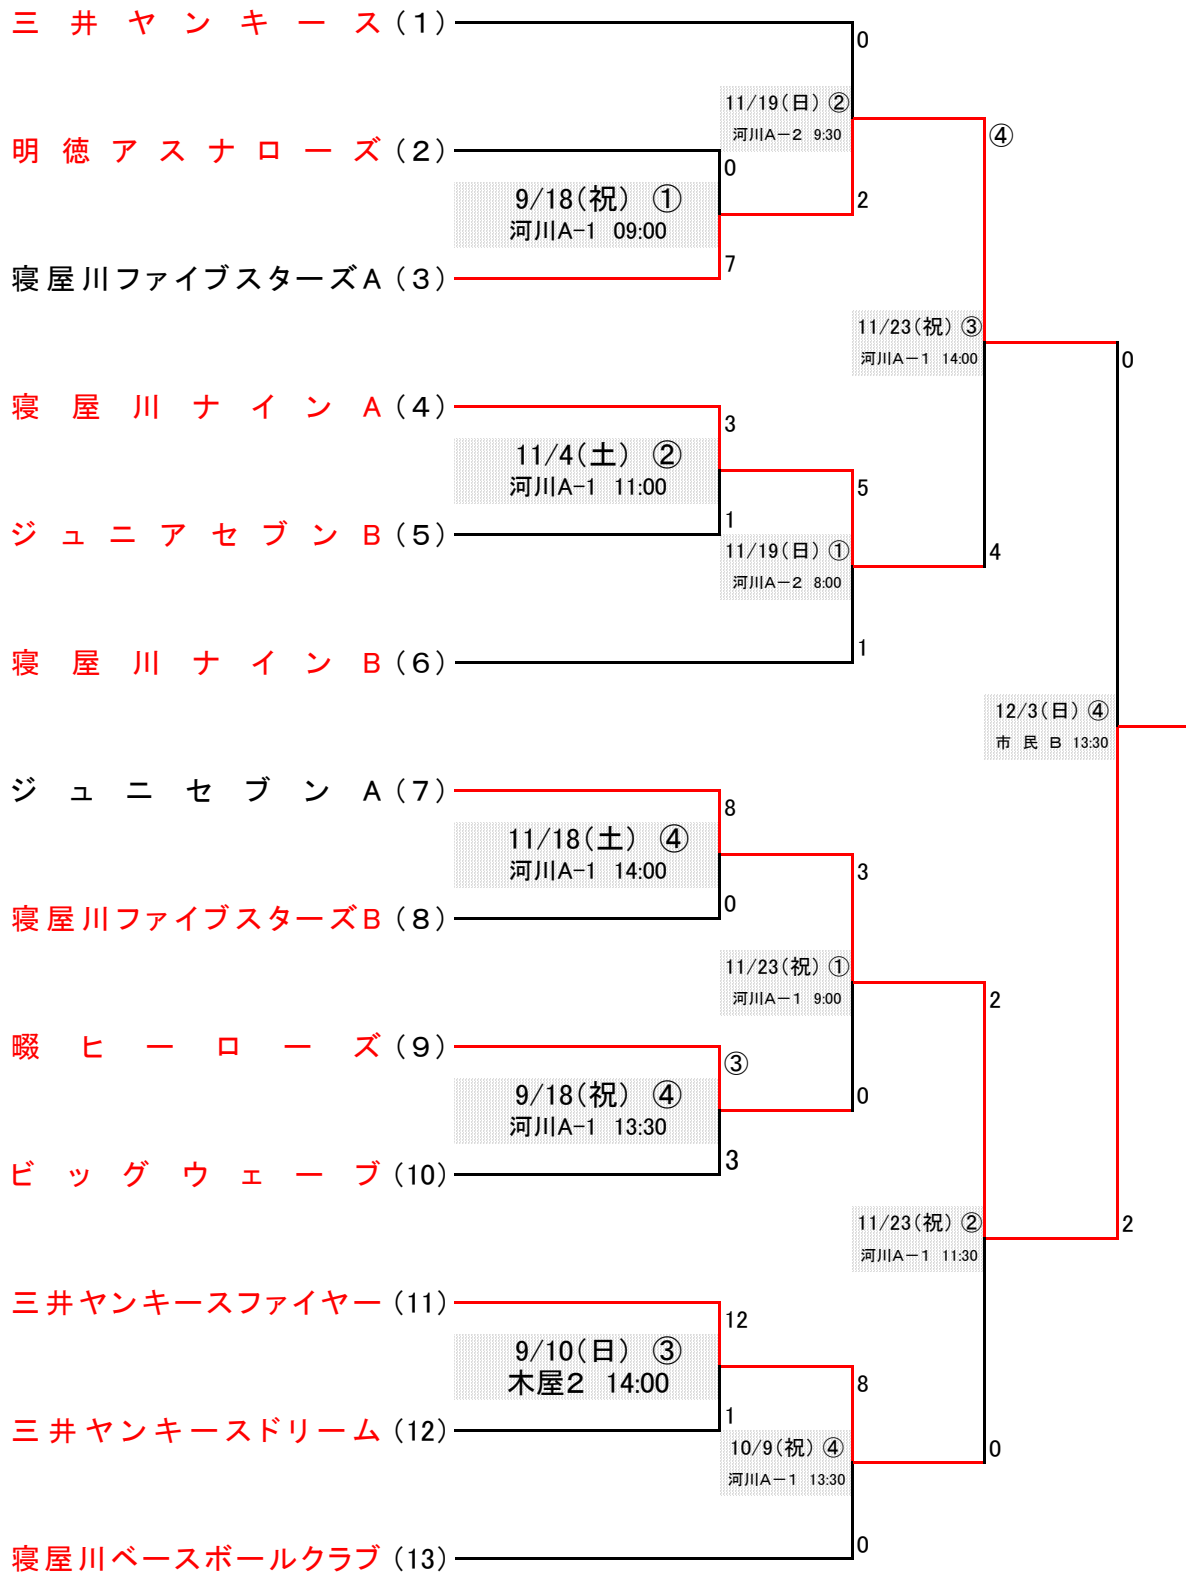 三井ヤンキース(1)
0
11/19(日) ②
河川A－2 9:30
④
明徳アスナローズ(2)
0
9/18(祝) ①
河川A-1 09:00
2
7
寝屋川ファイブスターズA(3)
11/23(祝) ③
河川A－1 14:00
0
寝屋川ナインA(4)
3
11/4(土) ②
河川A-1 11:00
5
1
ジュニアセブンB(5)
11/19(日) ①
河川A－2 8:00
4
1
寝屋川ナインB(6)
12/3(日) ④
市民B 13:30
ジュニセブンA(7)
8
11/18(土) ④
河川A-1 14:00
3
0
寝屋川ファイブスターズB(8)
11/23(祝) ①
河川A－1 9:00
2
畷ヒーローズ(9)
③
9/18(祝) ④
河川A-1 13:30
0
3
ビッグウェーブ(10)
11/23(祝) ②
河川A－1 11:30
2
三井ヤンキースファイヤー(11)
12
9/10(日) ③
木屋2 14:00
8
1
三井ヤンキースドリーム(12)
10/9(祝) ④
河川A－1 13:30
0
0
寝屋川ベースボールクラブ(13)